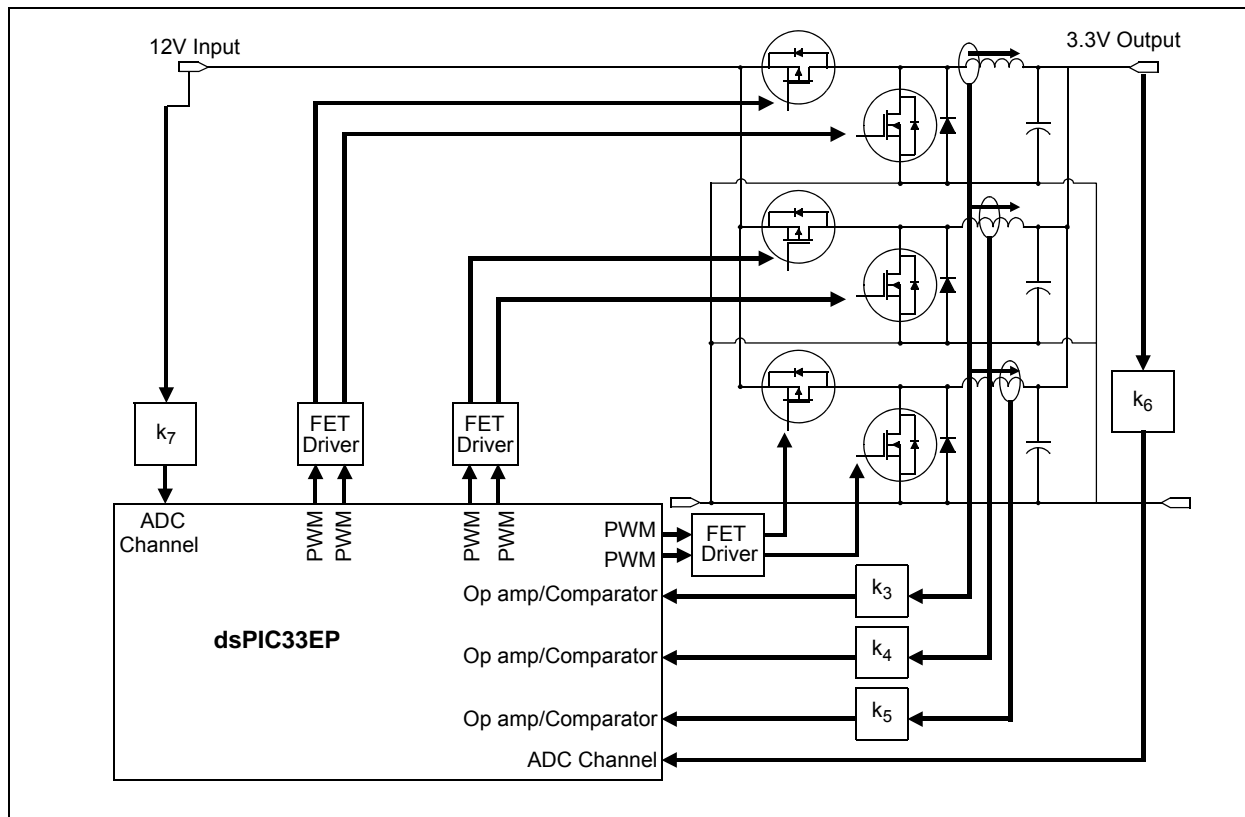 12V Input
3.3V Output
k7
FET
Driver
FET
Driver
k6
ADC
Channel
PWM
PWM
PWM
PWM
PWM
PWM
FET
Driver
Op amp/Comparator
k3
dsPIC33EP
Op amp/Comparator
k4
Op amp/Comparator
k5
ADC Channel